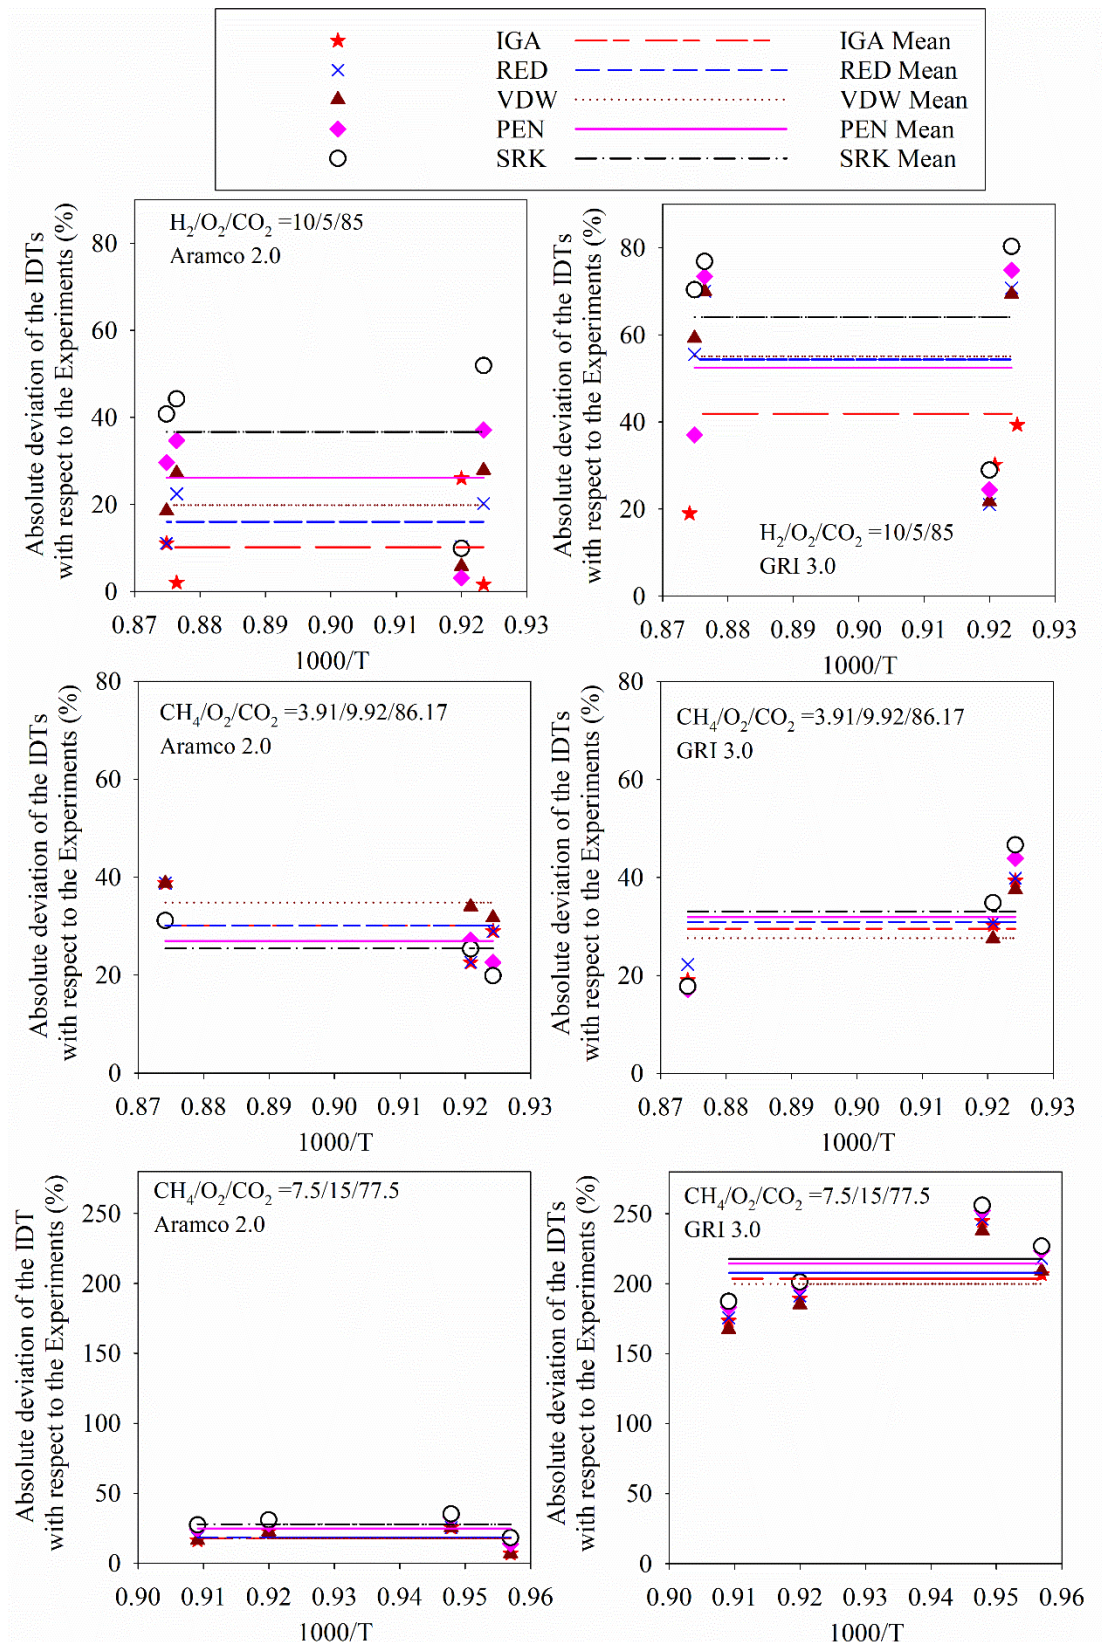 IGA IGA Mean
RED RED Mean
VDW VDW Mean
PEN PEN Mean
SRK SRK Mean
Absolute deviation of the IDTs
with respect to the Experiments (%)
H₂/O₂/CO₂ =10/5/85
Aramco 2.0
80
60
40
20
0
0.87 0.88 0.89 0.90 0.91 0.92 0.93
1000/T
Absolute deviation of the IDTs
with respect to the Experiments (%)
80
60
40
20
0
H₂/O₂/CO₂ =10/5/85
GRI 3.0
0.87 0.88 0.89 0.90 0.91 0.92 0.93
1000/T
Absolute deviation of the IDTs
with respect to the Experiments (%)
CH₄/O₂/CO₂ =3.91/9.92/86.17
Aramco 2.0
80
60
40
20
0
0.87 0.88 0.89 0.90 0.91 0.92 0.93
1000/T
Absolute deviation of the IDTs
with respect to the Experiments (%)
CH₄/O₂/CO₂ =3.91/9.92/86.17
GRI 3.0
80
60
40
20
0
0.87 0.88 0.89 0.90 0.91 0.92 0.93
1000/T
Absolute deviation of the IDT
with respect to the Experiments (%)
CH₄/O₂/CO₂ =7.5/15/77.5
Aramco 2.0
250
200
150
100
50
0
0.90 0.91 0.92 0.93 0.94 0.95 0.96
1000/T
Absolute deviation of the IDTs
with respect to the Experiments (%)
CH₄/O₂/CO₂ =7.5/15/77.5
GRI 3.0
250
200
150
100
50
0
0.90 0.91 0.92 0.93 0.94 0.95 0.96
1000/T